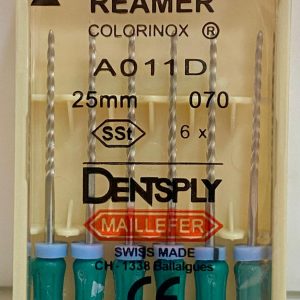 REAMER
COLORINOX ®
A011D
25mm 070
SSt 6 x
DENTSPLY
MAILLEFER
SWISS MADE
CH - 1338 Ballaigues
CE